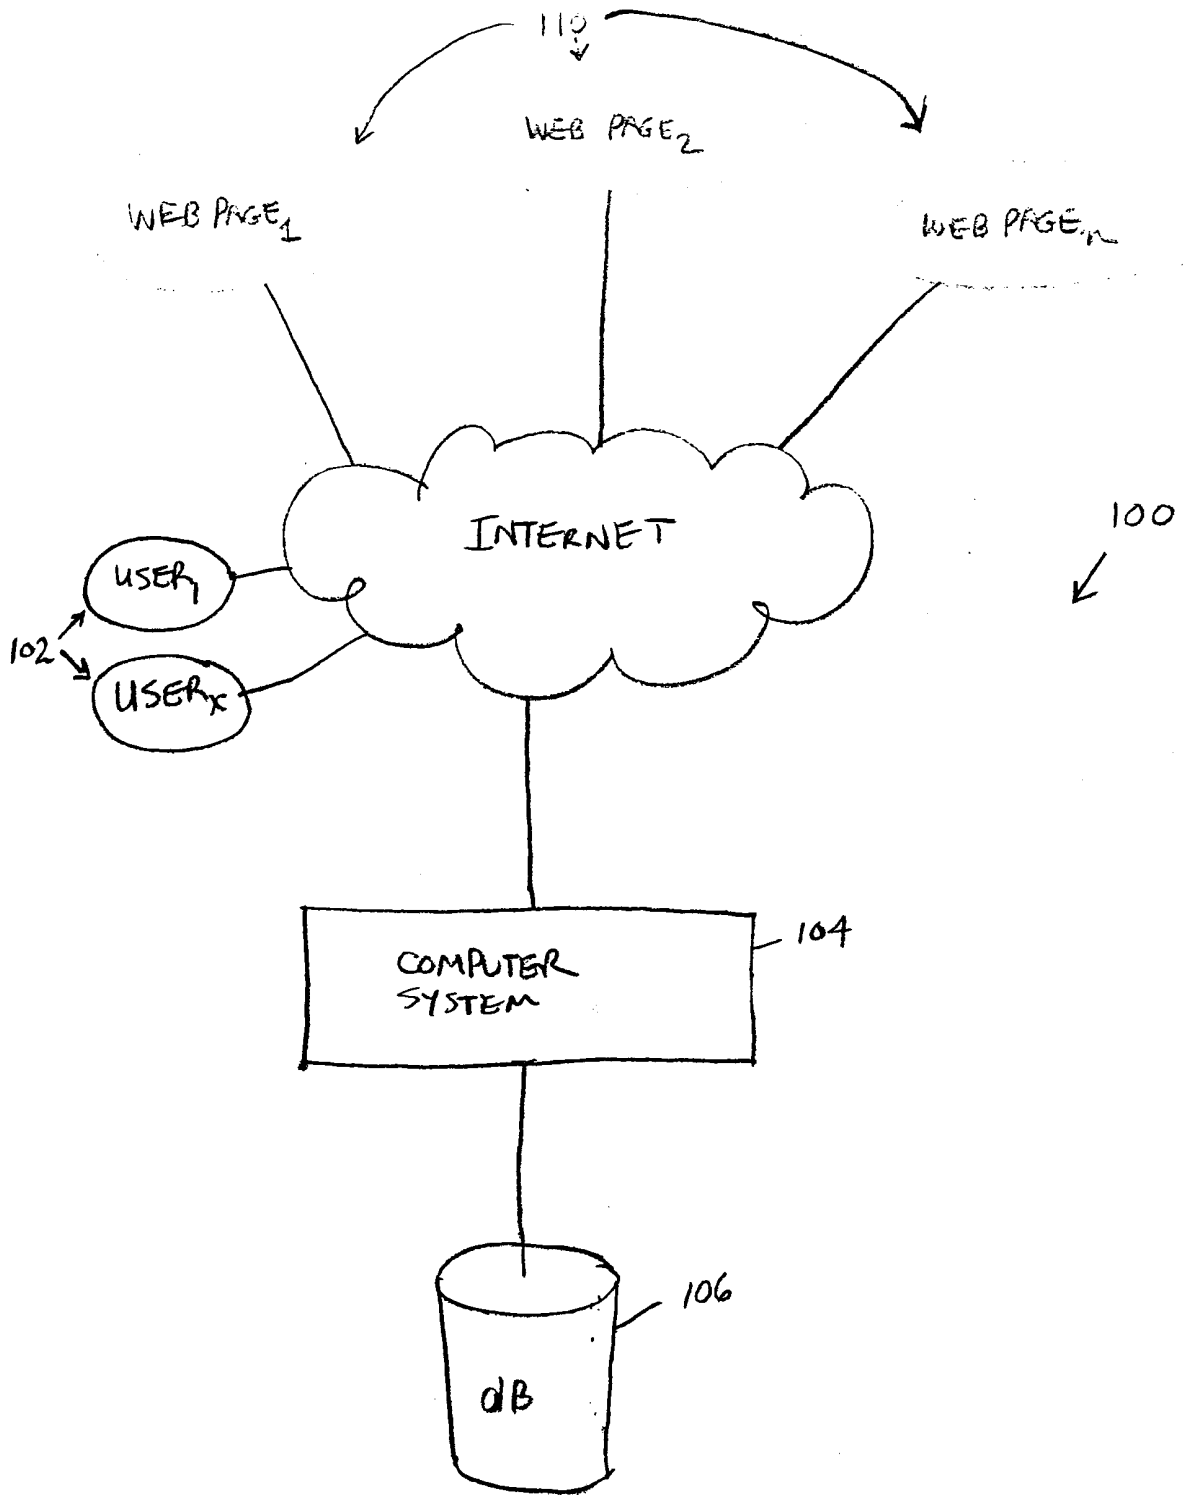 110
WEB PAGE2
WEB PAGE1
WEB PAGEn
INTERNET
100
USER1
102
USERx
COMPUTER
SYSTEM
104
106
dB